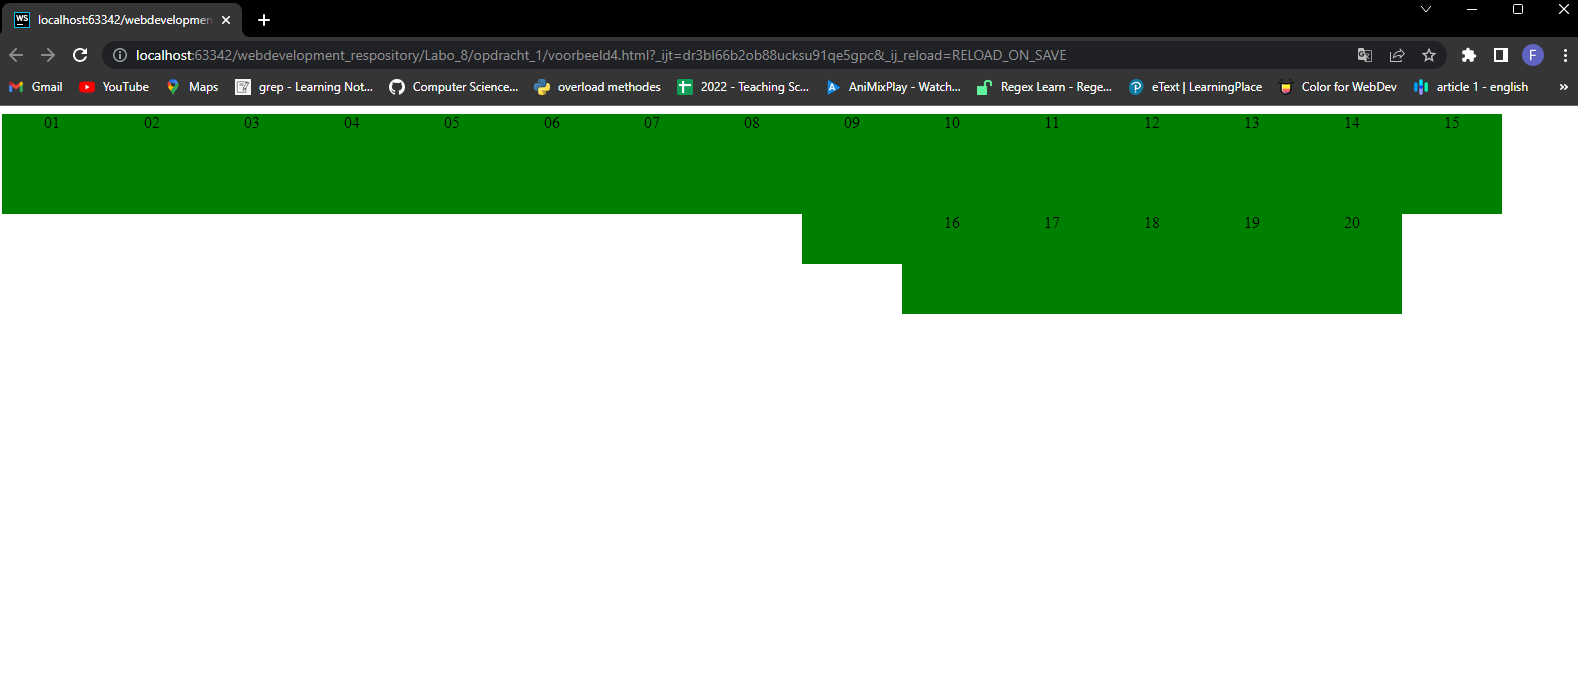 WS localhost:63342/webdevelopmen
localhost:63342/webdevelopment_respository/Labo_8/opdracht_1/voorbeeld4.html?_ijt=dr3bl66b2ob88ucksu91qe5gpc&_ij_reload=RELOAD_ON_SAVE F
Gmail YouTube Maps grep - Learning Not... Computer Science... overload methodes 2022 - Teaching Sc... AniMixPlay - Watch... Regex Learn - Rege... eText | LearningPlace Color for WebDev article 1 - english »
01 02 03 04 05 06 07 08 09 10 11 12 13 14 15
16 17 18 19 20